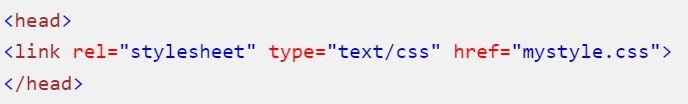 <head>
<link rel="stylesheet" type="text/css" href="mystyle.css">
</head>